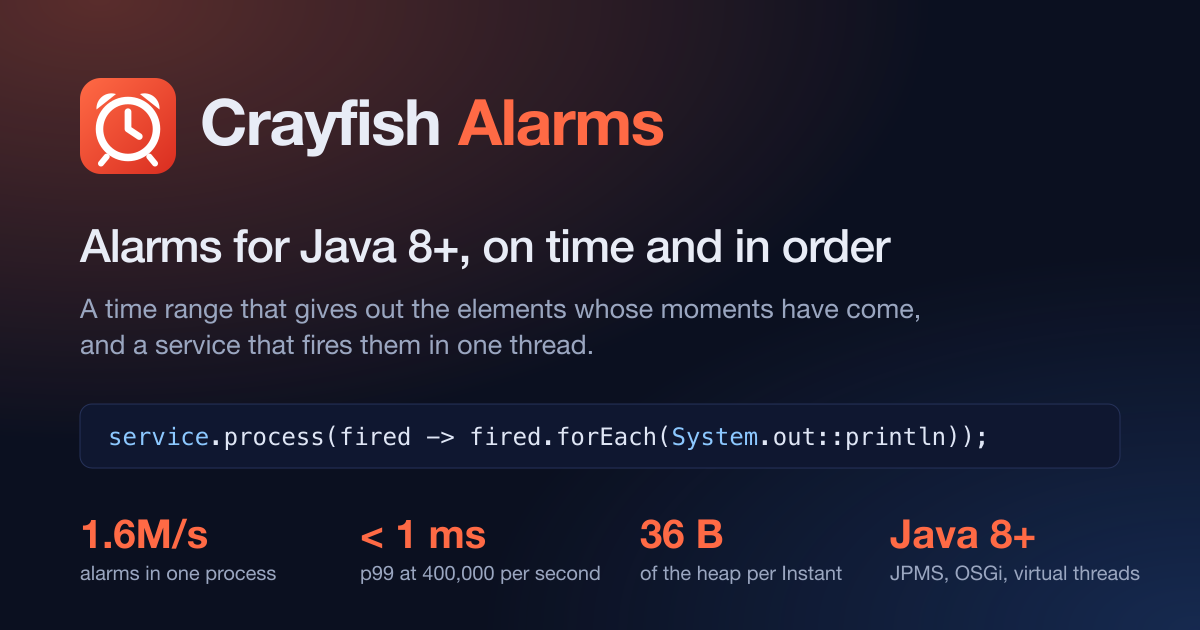 Crayfish Alarms
Alarms for Java 8+, on time and in order
A time range that gives out the elements whose moments have come,
and a service that fires them in one thread.
service.process(fired -> fired.forEach(System.out::println));
1.6M/s
alarms in one process
< 1 ms
p99 at 400,000 per second
36 B
of the heap per Instant
Java 8+
JPMS, OSGi, virtual threads